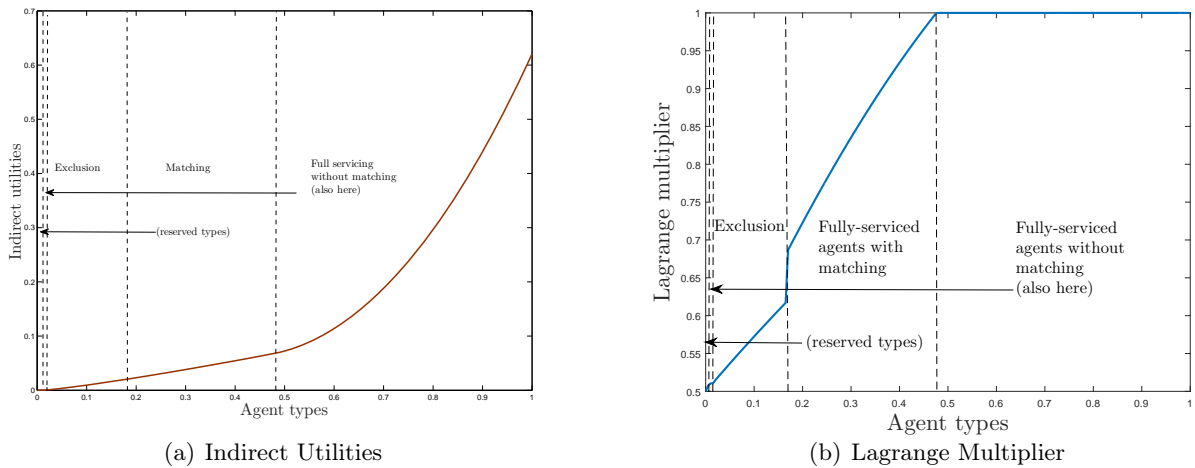 0.7
0.6
0.5
0.4
0.3
0.2
0.1
0
Indirect utilities
Exclusion
Matching
Full servicing
without matching
(also here)
(reserved types)
0 0.1 0.2 0.3 0.4 0.5 0.6 0.7 0.8 0.9 1
Agent types
(a) Indirect Utilities
1
0.95
0.9
0.85
0.8
0.75
0.7
0.65
0.6
0.55
0.5
Lagrange multiplier
Exclusion
Fully-serviced
agents with
matching
Fully-serviced
agents without
matching
(also here)
(reserved types)
0 0.1 0.2 0.3 0.4 0.5 0.6 0.7 0.8 0.9 1
Agent types
(b) Lagrange Multiplier